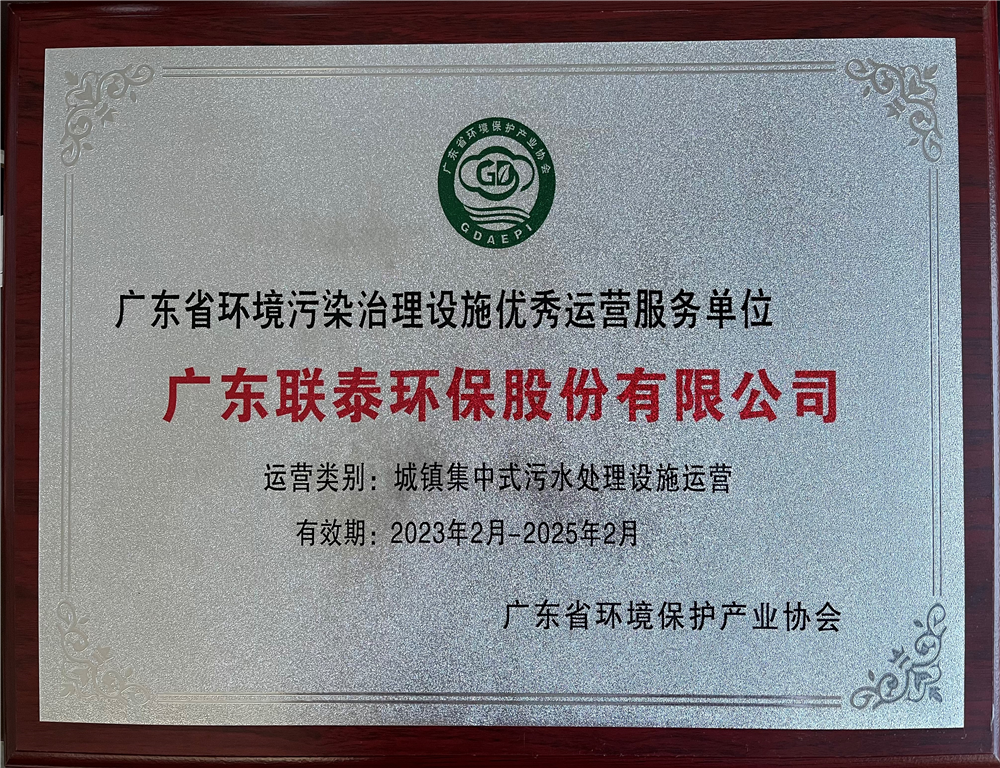 广东省环境保护产业协会
GD
GDAEPI
广东省环境污染治理设施优秀运营服务单位
广东联泰环保股份有限公司
运营类别：城镇集中式污水处理设施运营
有效期：2023年2月-2025年2月
广东省环境保护产业协会